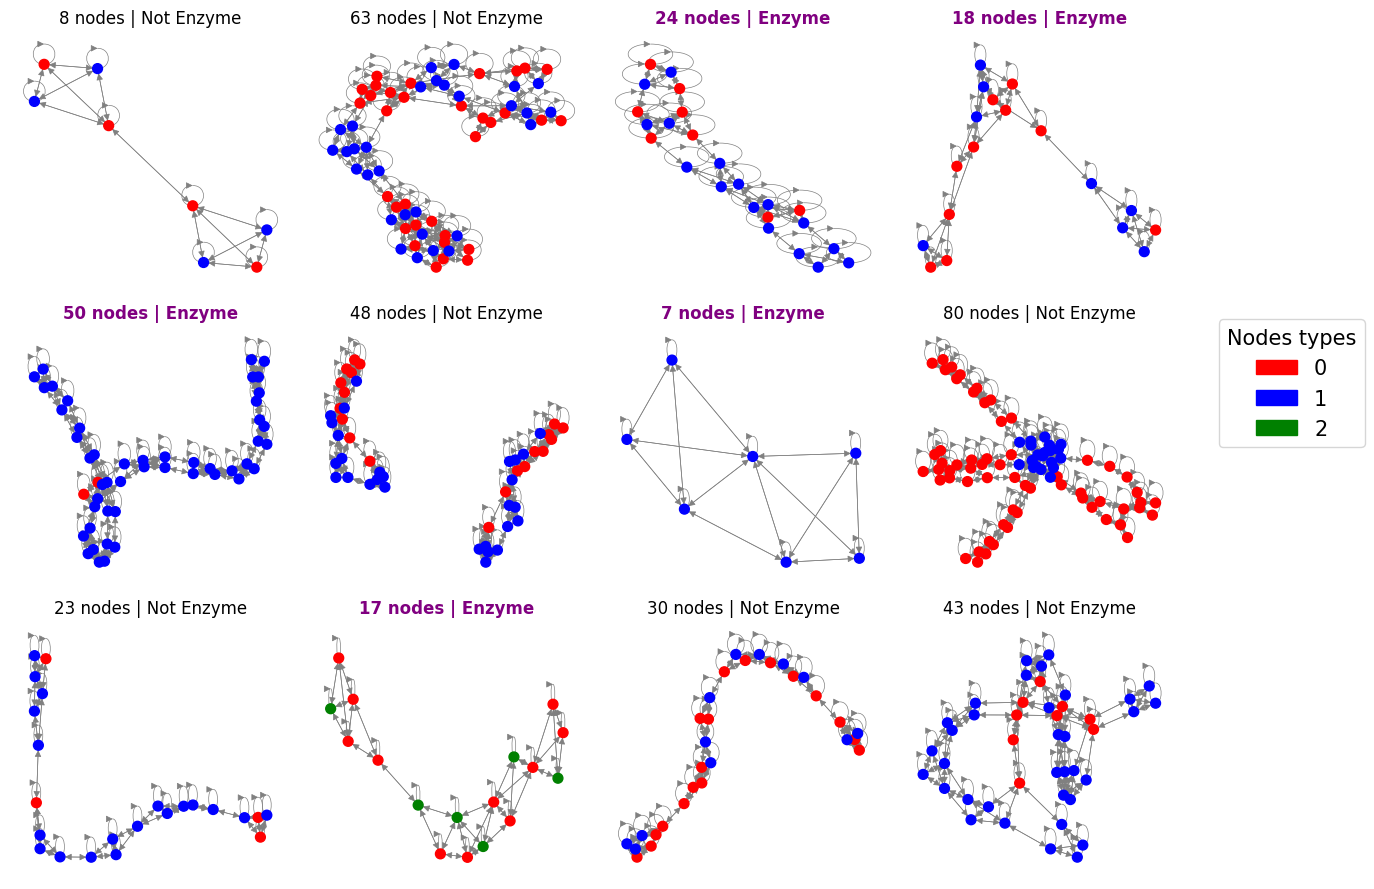 8 nodes | Not Enzyme
63 nodes | Not Enzyme
24 nodes | Enzyme
18 nodes | Enzyme
50 nodes | Enzyme
48 nodes | Not Enzyme
7 nodes | Enzyme
80 nodes | Not Enzyme
Nodes types
0
1
2
23 nodes | Not Enzyme
17 nodes | Enzyme
30 nodes | Not Enzyme
43 nodes | Not Enzyme